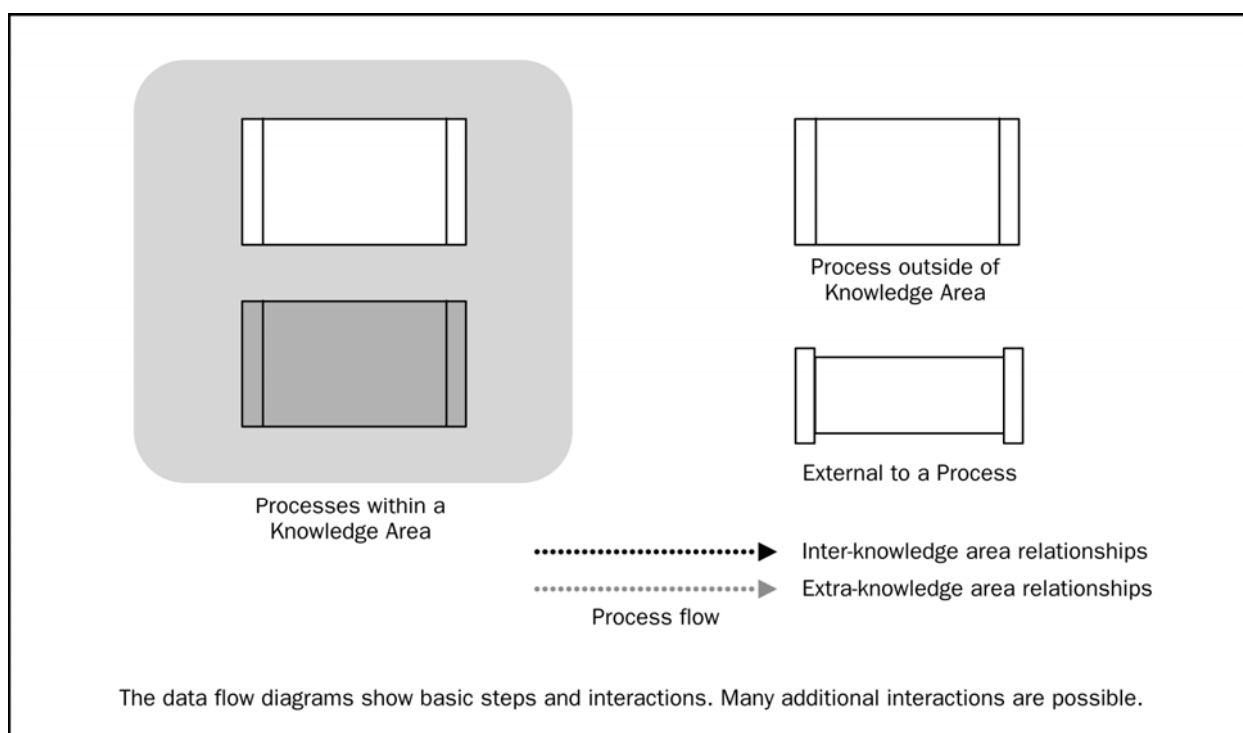 Process outside of
Knowledge Area
External to a Process
Processes within a
Knowledge Area
Inter-knowledge area relationships
Extra-knowledge area relationships
Process flow
The data flow diagrams show basic steps and interactions. Many additional interactions are possible.